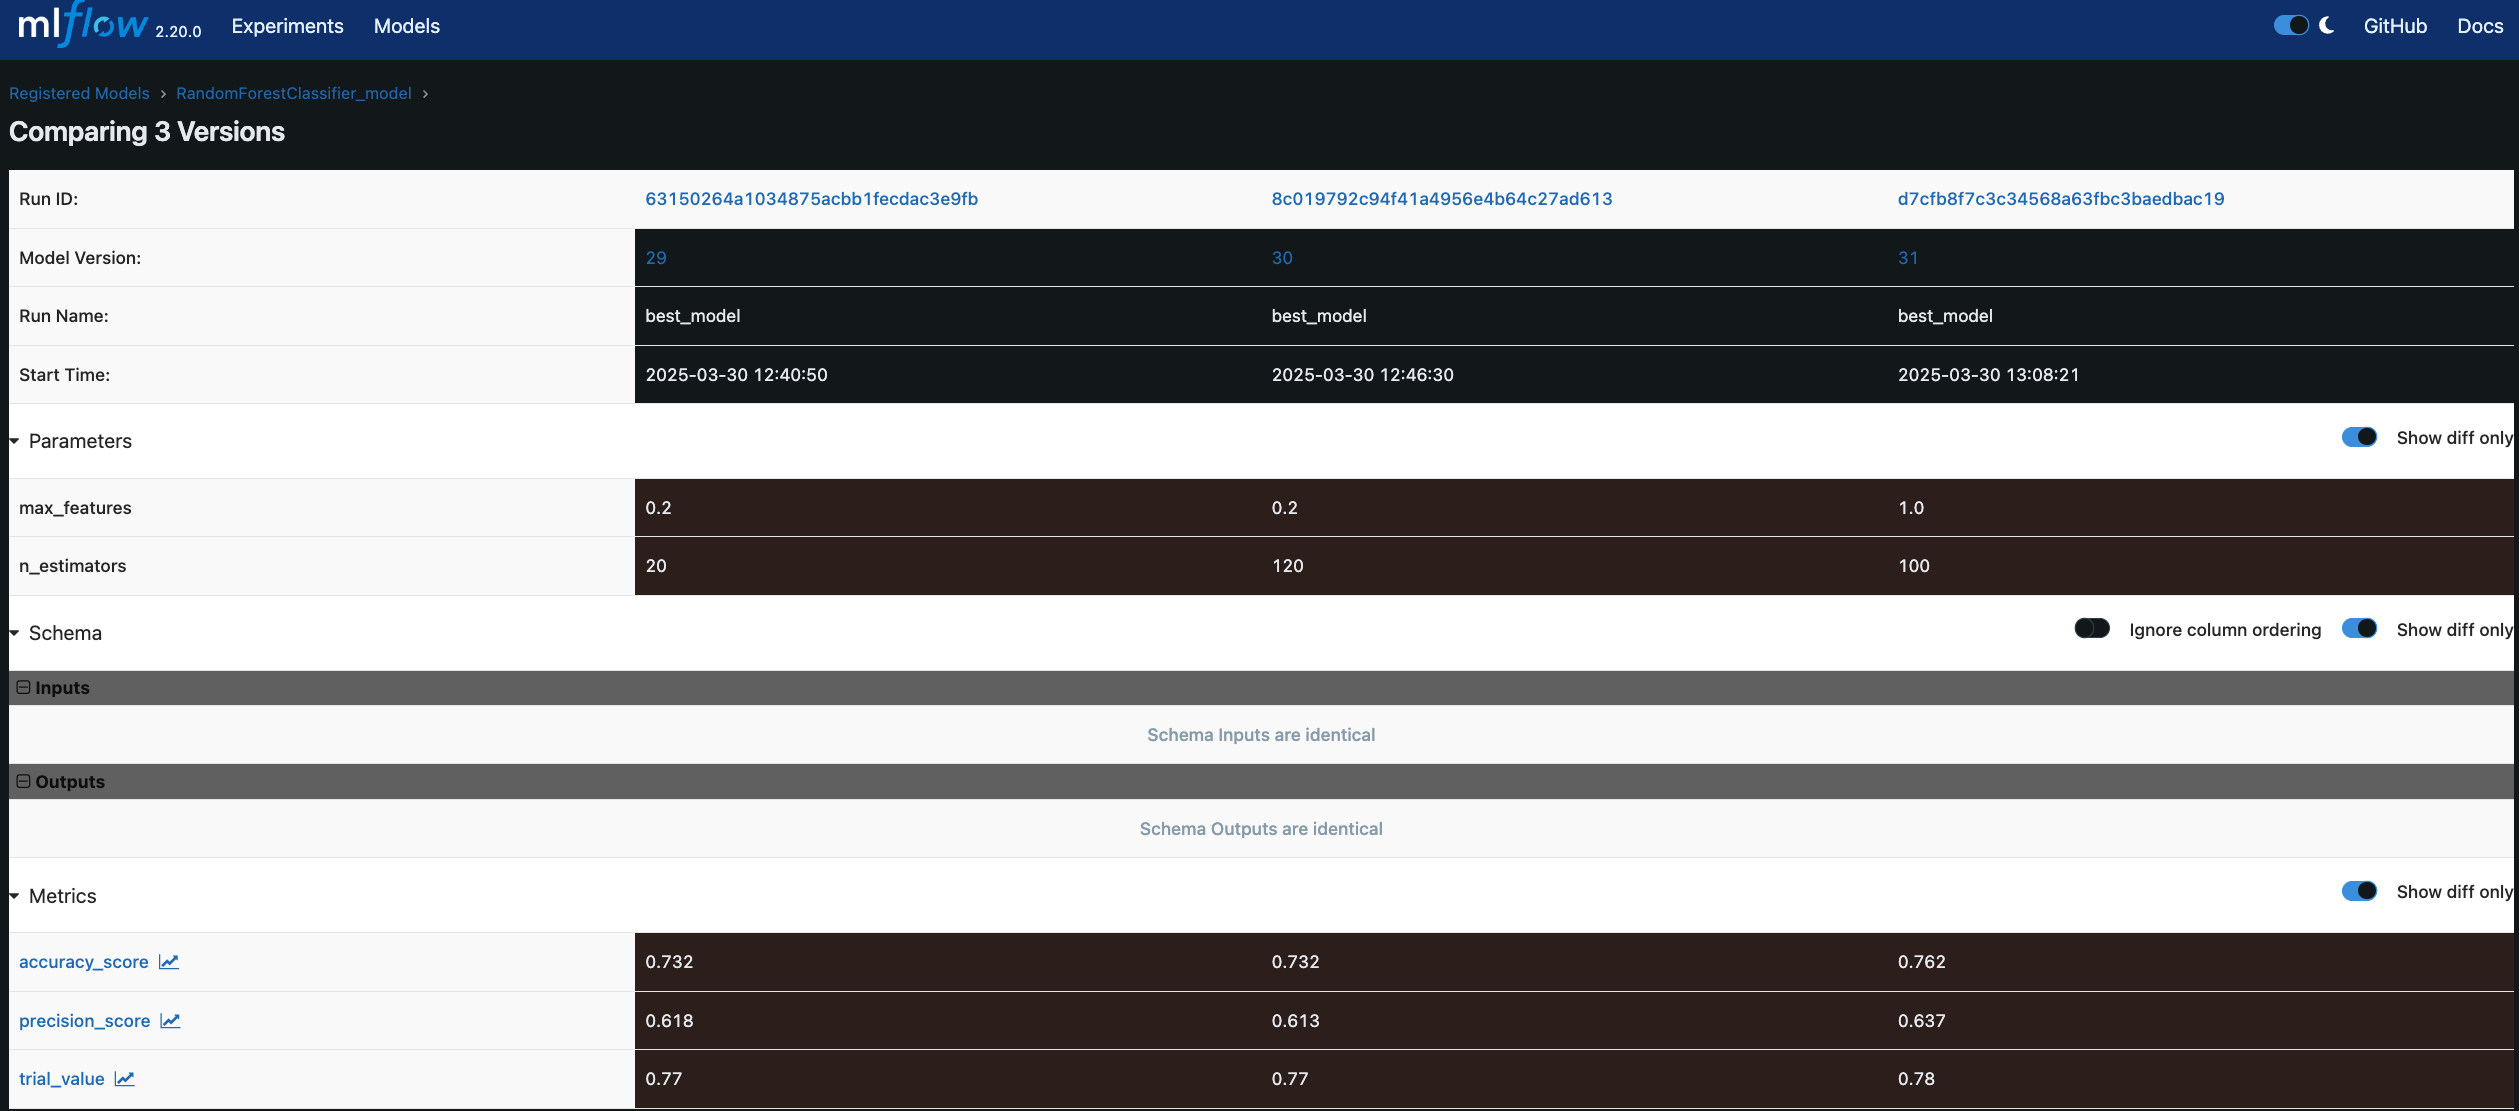 mlflow 2.20.0 Experiments Models GitHub Docs
Registered Models › RandomForestClassifier_model ›
Comparing 3 Versions
Run ID: 63150264a1034875acbb1fecdac3e9fb 8c019792c94f41a4956e4b64c27ad613 d7cfb8f7c3c34568a63fbc3baedbac19
Model Version: 29 30 31
Run Name: best_model best_model best_model
Start Time: 2025-03-30 12:40:50 2025-03-30 12:46:30 2025-03-30 13:08:21
Parameters Show diff only
max_features 0.2 0.2 1.0
n_estimators 20 120 100
Schema Ignore column ordering Show diff only
Inputs
Schema Inputs are identical
Outputs
Schema Outputs are identical
Metrics Show diff only
accuracy_score 0.732 0.732 0.762
precision_score 0.618 0.613 0.637
trial_value 0.77 0.77 0.78